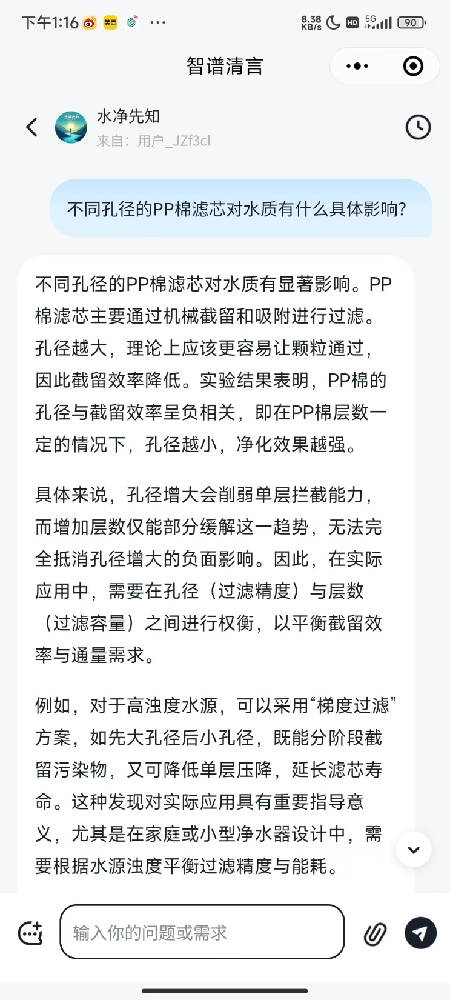 下午1:16 美团 ··· 8.38 KB/s HD 5G 90
智谱清言
水净先知
水净先知
来自：用户_JZf3cl
不同孔径的PP棉滤芯对水质有什么具体影响？
不同孔径的PP棉滤芯对水质有显著影响。PP
棉滤芯主要通过机械截留和吸附进行过滤。
孔径越大，理论上应该更容易让颗粒通过，
因此截留效率降低。实验结果表明，PP棉的
孔径与截留效率呈负相关，即在PP棉层数一
定的情况下，孔径越小，净化效果越强。
具体来说，孔径增大会削弱单层拦截能力，
而增加层数仅能部分缓解这一趋势，无法完
全抵消孔径增大的负面影响。因此，在实际
应用中，需要在孔径（过滤精度）与层数
（过滤容量）之间进行权衡，以平衡截留效
率与通量需求。
例如，对于高浊度水源，可以采用“梯度过滤”
方案，如先大孔径后小孔径，既能分阶段截
留污染物，又可降低单层压降，延长滤芯寿
命。这种发现对实际应用具有重要指导意
义，尤其是在家庭或小型净水器设计中，需
要根据水源浊度平衡过滤精度与能耗。
输入你的问题或需求